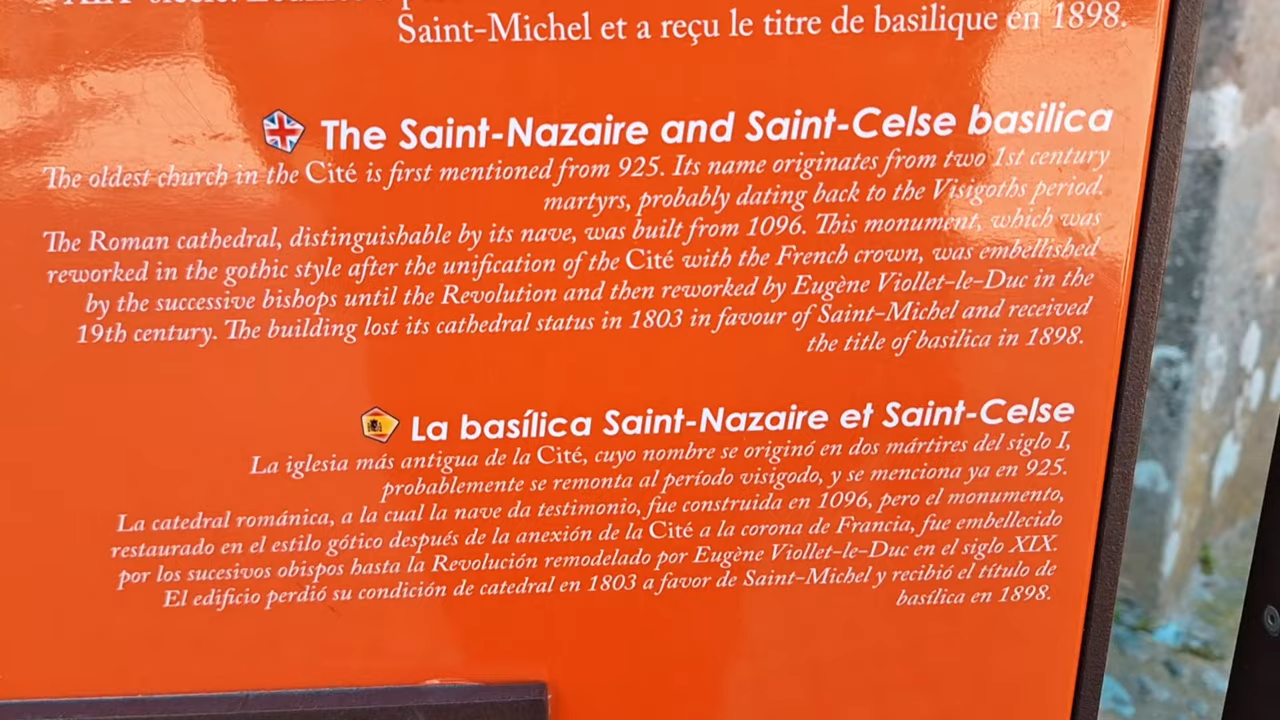 XIXe siècle.
Saint-Michel et a reçu le titre de basilique en 1898.
The Saint-Nazaire and Saint-Celse basilica
The oldest church in the Cité is first mentioned from 925. Its name originates from two 1st century
martyrs, probably dating back to the Visigoths period.
The Roman cathedral, distinguishable by its nave, was built from 1096. This monument, which was
reworked in the gothic style after the unification of the Cité with the French crown, was embellished
by the successive bishops until the Revolution and then reworked by Eugène Viollet-le-Duc in the
19th century. The building lost its cathedral status in 1803 in favour of Saint-Michel and received
the title of basilica in 1898.
La basílica Saint-Nazaire et Saint-Celse
La iglesia más antigua de la Cité, cuyo nombre se originó en dos mártires del siglo I,
probablemente se remonta al período visigodo, y se menciona ya en 925.
La catedral románica, a la cual la nave da testimonio, fue construida en 1096, pero el monumento,
restaurado en el estilo gótico después de la anexión de la Cité a la corona de Francia, fue embellecido
por los sucesivos obispos hasta la Revolución remodelado por Eugène Viollet-le-Duc en el siglo XIX.
El edificio perdió su condición de catedral en 1803 a favor de Saint-Michel y recibió el título de
basílica en 1898.